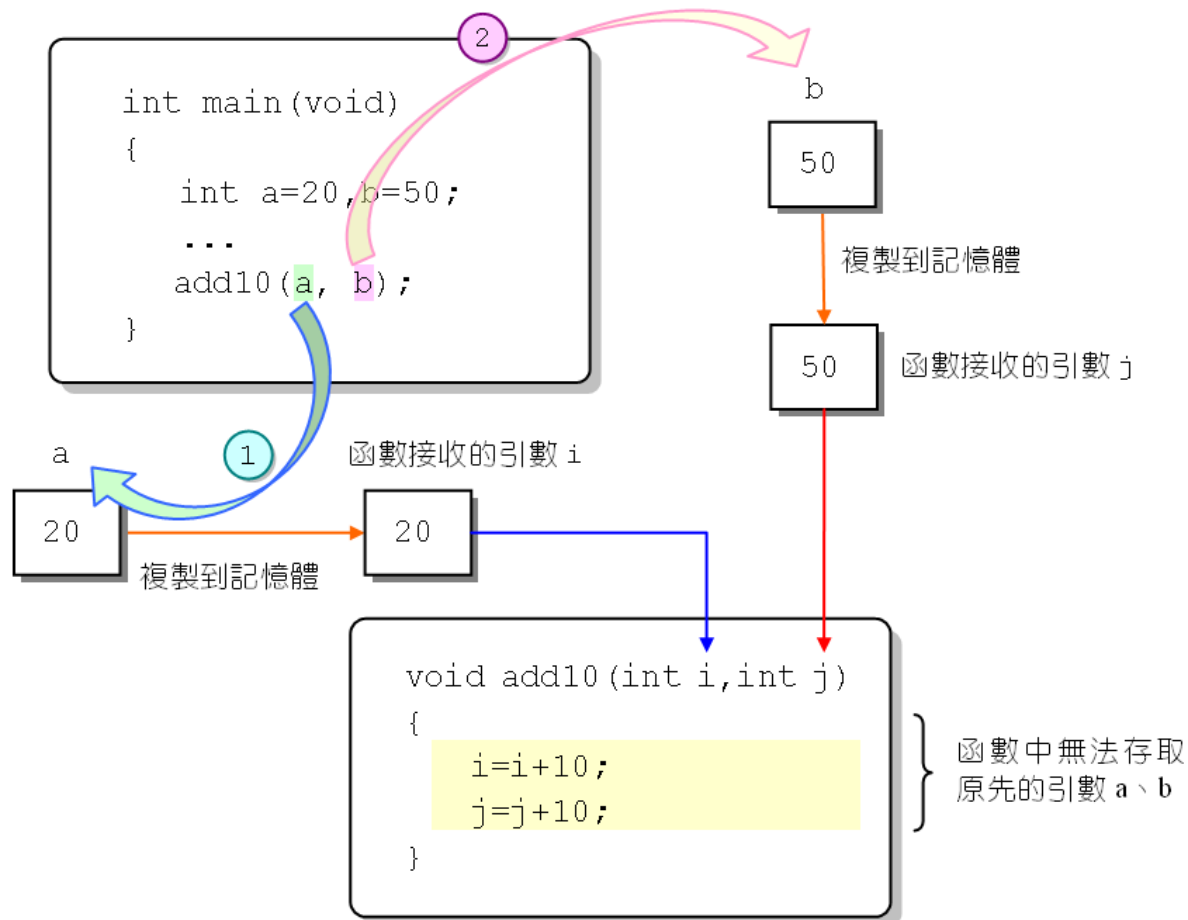 2
int main(void)
{
int a=20,b=50;
...
add10(a, b);
}
b
50
複製到記憶體
50
函數接收的引數 j
1
a
函數接收的引數 i
20
20
複製到記憶體
void add10(int i,int j)
{
i=i+10;
j=j+10;
}
函數中無法存取
原先的引數 a、b